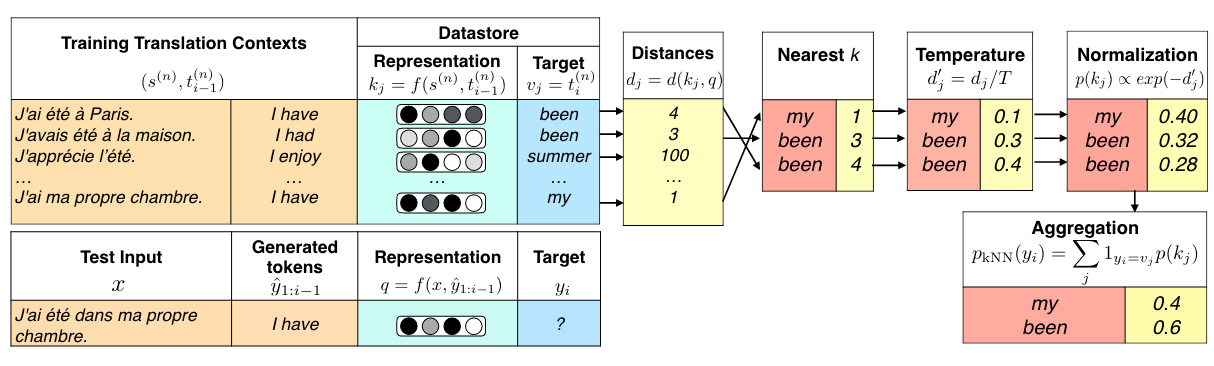 Training Translation Contexts
(s^{(n)}, t_{i-1}^{(n)})
Datastore
Representation
k_j = f(s^{(n)}, t_{i-1}^{(n)})
Target
v_j = t_i^{(n)}
J'ai été à Paris. I have been
J'avais été à la maison. I had been
J'apprécie l'été. I enjoy summer
... ... ... ...
J'ai ma propre chambre. I have my
Distances
d_j = d(k_j, q)
4
3
100
...
1
Nearest k
my 1
been 3
been 4
Temperature
d'_j = d_j/T
my 0.1
been 0.3
been 0.4
Normalization
p(k_j) ∝ exp(-d'_j)
my 0.40
been 0.32
been 0.28
Aggregation
p_{kNN}(y_i) = \sum_j 1_{y_i=v_j} p(k_j)
my 0.4
been 0.6
Test Input
x
Generated
tokens
ŷ_{1:i-1}
Representation
q = f(x, ŷ_{1:i-1})
Target
y_i
J'ai été dans ma propre
chambre.
I have
?